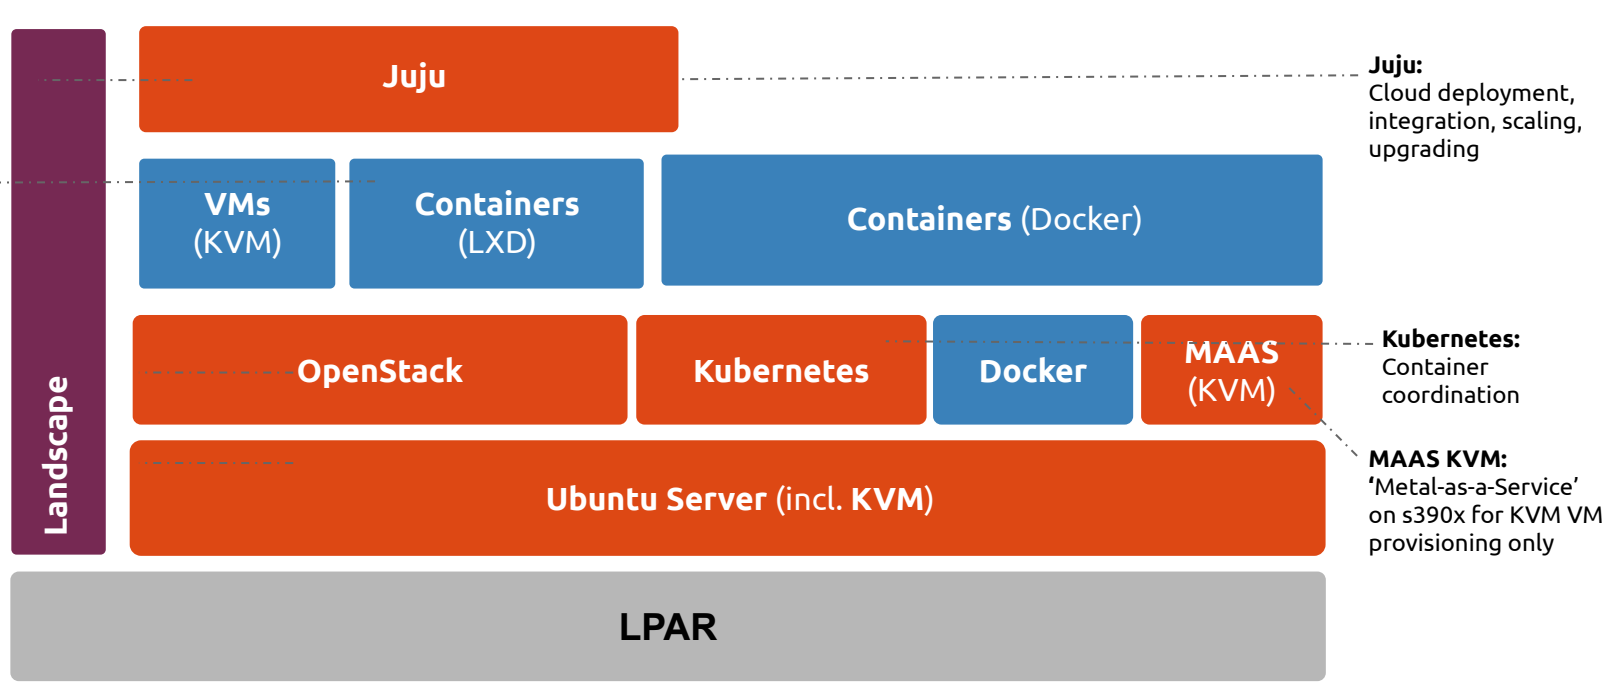 Juju
Juju:
Cloud deployment,
integration, scaling,
upgrading
VMs
(KVM)
Containers
(LXD)
Containers (Docker)
Landscape
OpenStack
Kubernetes
Docker
MAAS
(KVM)
Kubernetes:
Container
coordination
Ubuntu Server (incl. KVM)
MAAS KVM:
‘Metal-as-a-Service’
on s390x for KVM VM
provisioning only
LPAR